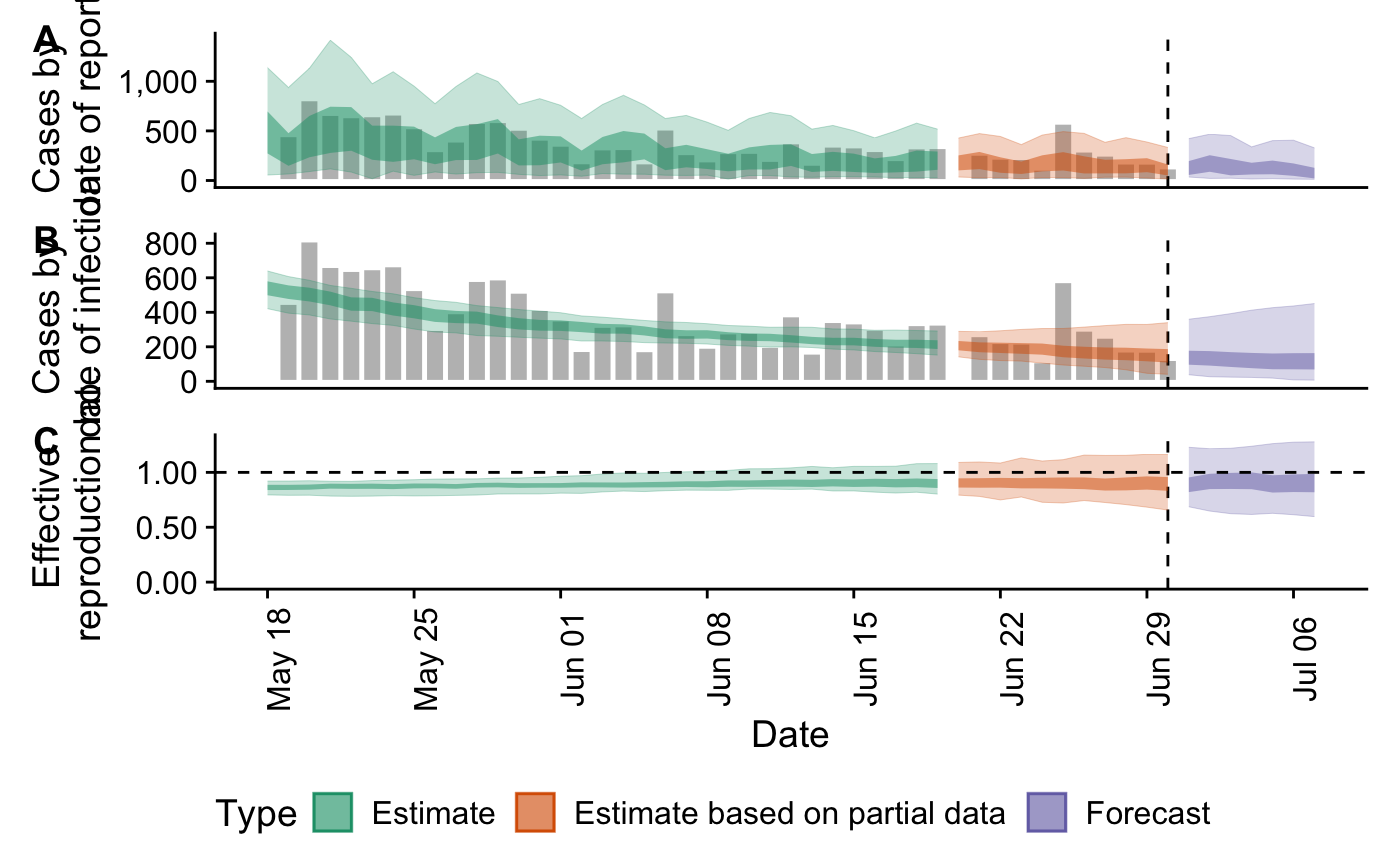 A
Cases by
date of report
1,000
500
0
B
Cases by
date of infection
800
600
400
200
0
C
Effective
reproduction no.
1.00
0.50
0.00
May 18
May 25
Jun 01
Jun 08
Jun 15
Jun 22
Jun 29
Jul 06
Date
Type Estimate Estimate based on partial data Forecast